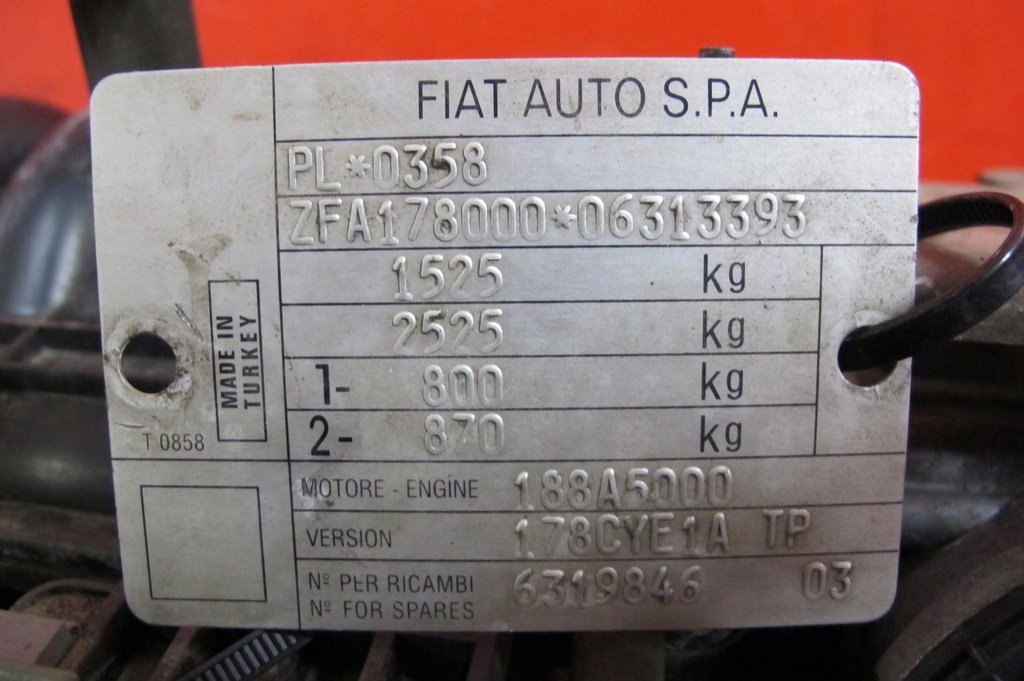 FIAT AUTO S.P.A.
PL*0358
ZFA178000*06313393
1525 kg
2525 kg
1- 800 kg
2- 870 kg
MADE IN
TURKEY
T 0858
MOTORE - ENGINE 188A5000
VERSION 178CYE1A TP
Nº PER RICAMBI
Nº FOR SPARES
6319846 03